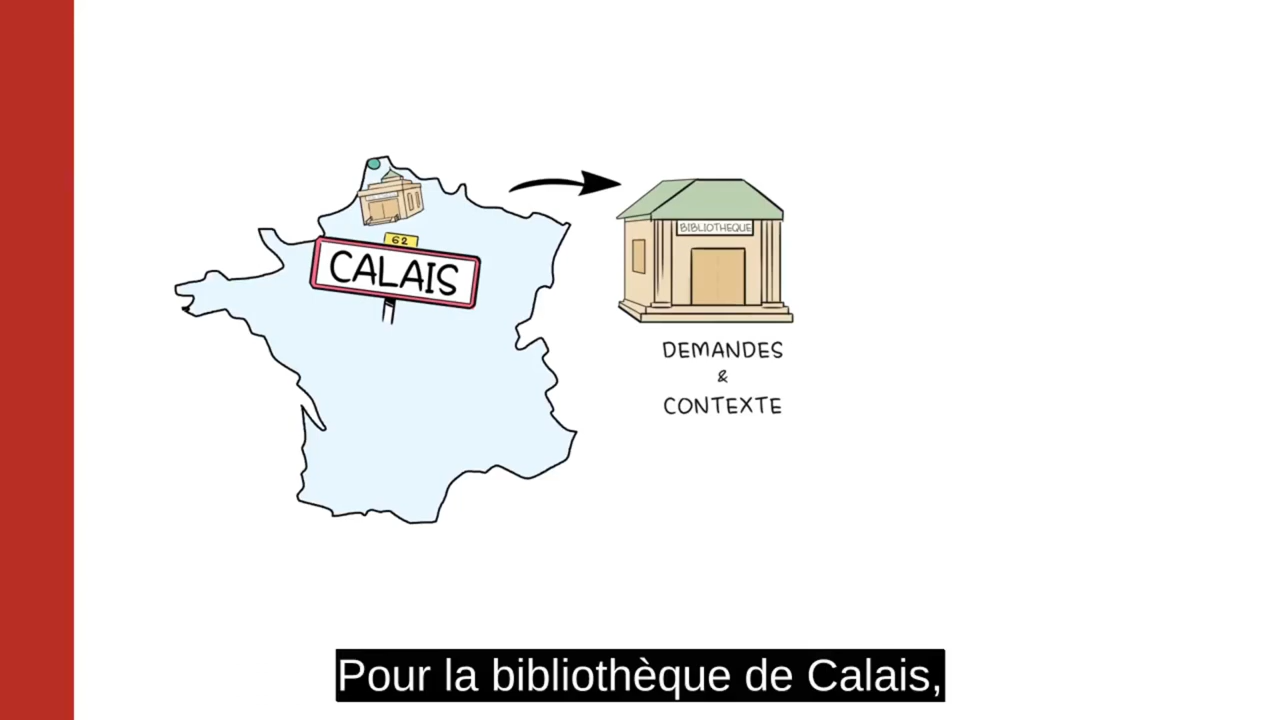 62
CALAIS
BIBLIOTHEQUE
DEMANDES
&
CONTEXTE
Pour la bibliothèque de Calais,